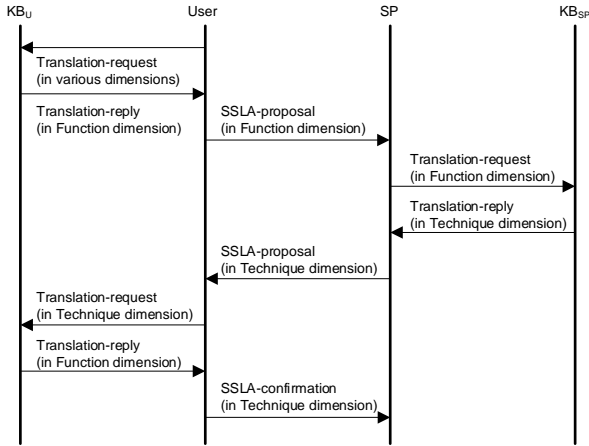 KBU User SP KBSP
Translation-request
(in various dimensions)
Translation-reply
(in Function dimension)
SSLA-proposal
(in Function dimension)
Translation-request
(in Function dimension)
Translation-reply
(in Technique dimension)
SSLA-proposal
(in Technique dimension)
Translation-request
(in Technique dimension)
Translation-reply
(in Function dimension)
SSLA-confirmation
(in Technique dimension)